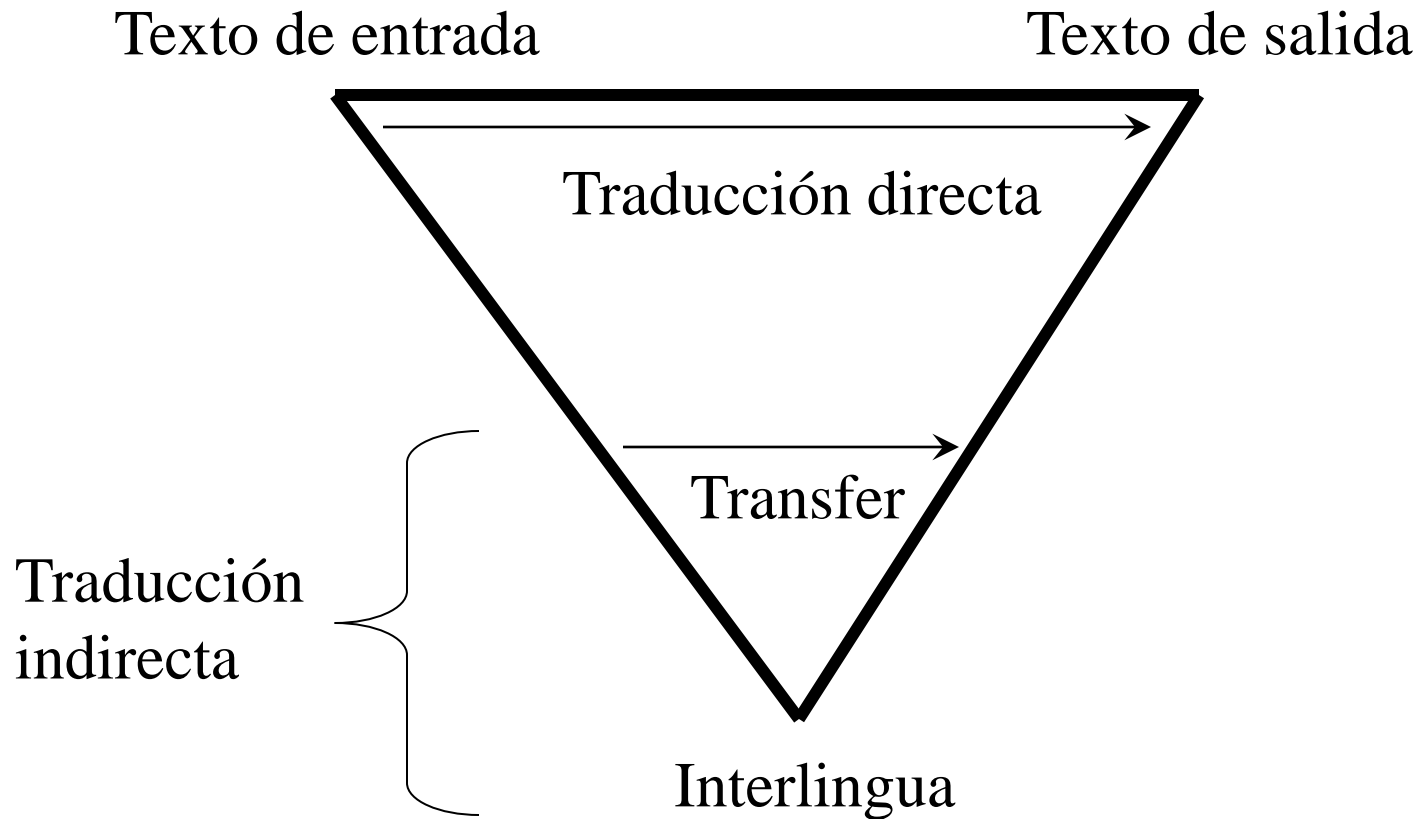 Texto de entrada
Texto de salida
Traducción directa
Transfer
Traducción
indirecta
Interlingua